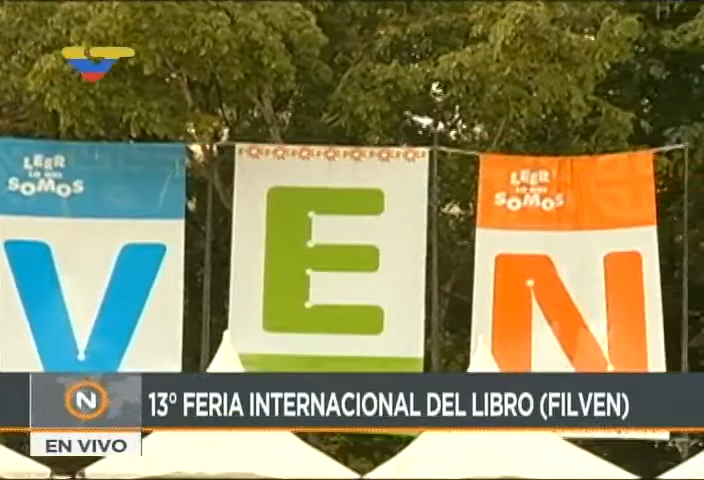 LEER
LO QUE
SOMOS
V
E
LEER
LO QUE
SOMOS
N
N
13° FERIA INTERNACIONAL DEL LIBRO (FILVEN)
EN VIVO